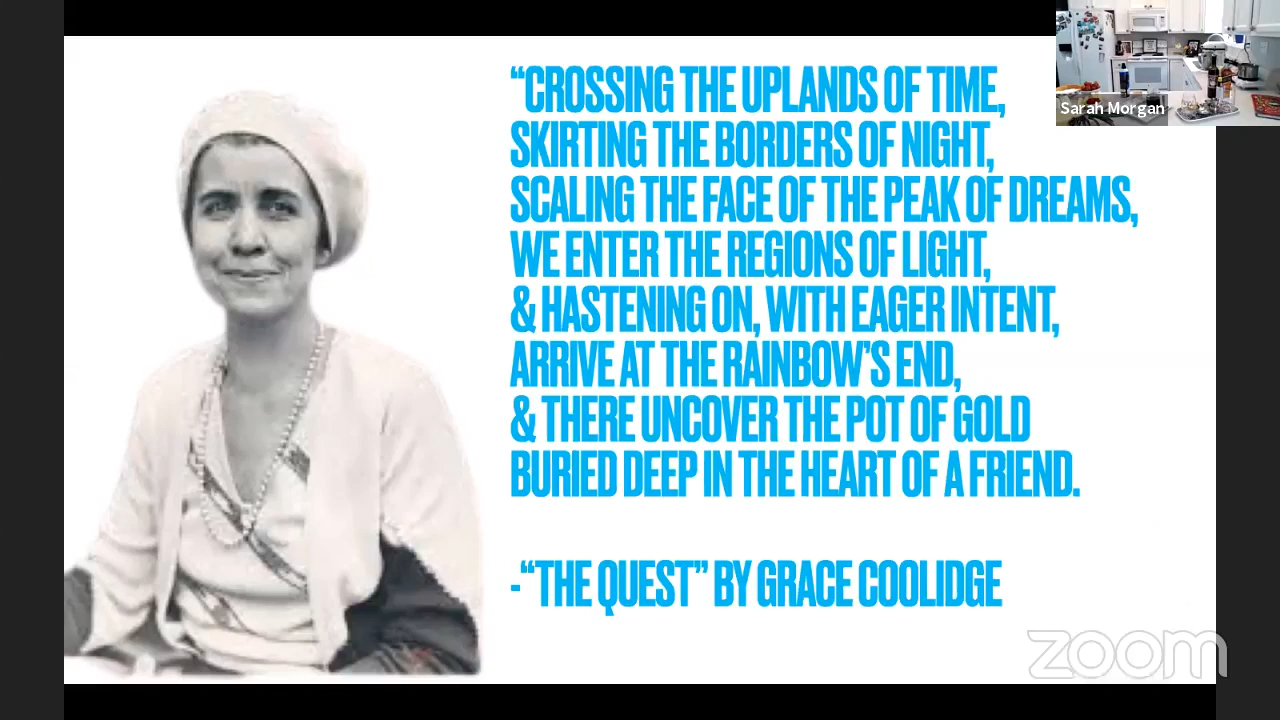 “CROSSING THE UPLANDS OF TIME,
SKIRTING THE BORDERS OF NIGHT,
SCALING THE FACE OF THE PEAK OF DREAMS,
WE ENTER THE REGIONS OF LIGHT,
& HASTENING ON, WITH EAGER INTENT,
ARRIVE AT THE RAINBOW’S END,
& THERE UNCOVER THE POT OF GOLD
BURIED DEEP IN THE HEART OF A FRIEND.
-“THE QUEST” BY GRACE COOLIDGE
Sarah Morgan
zoom